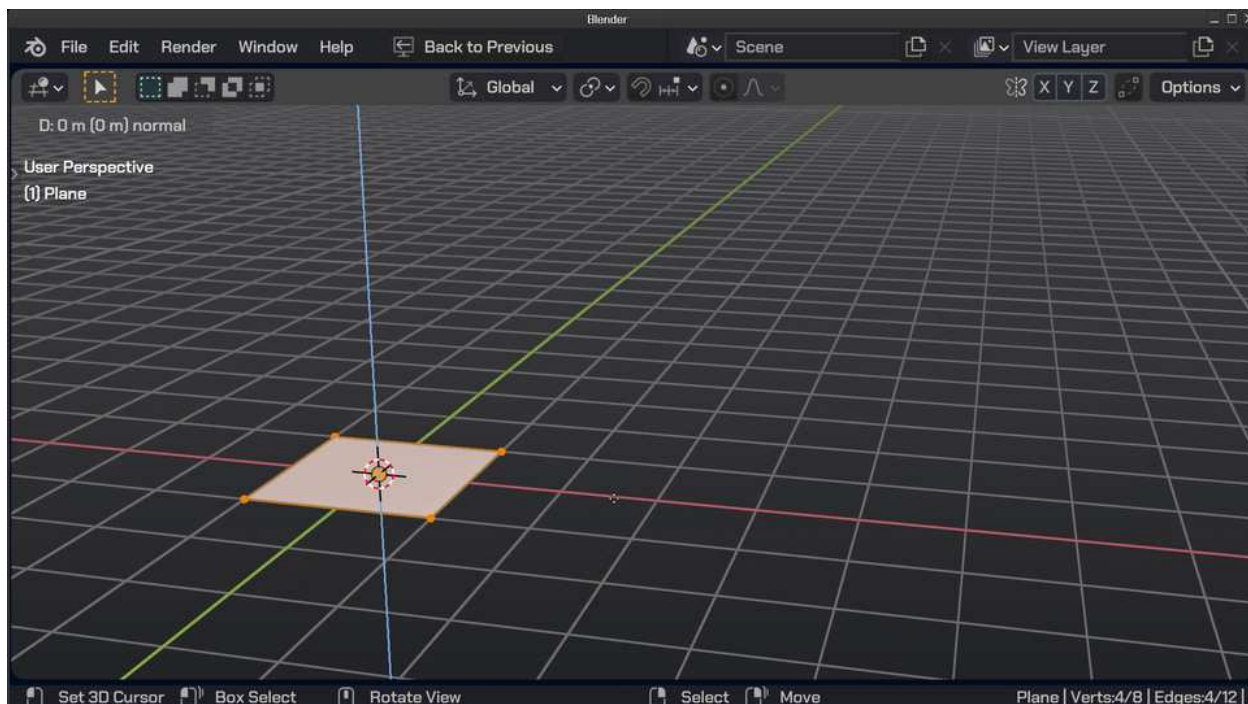 Blender
File Edit Render Window Help Back to Previous Scene View Layer
Global X Y Z Options
D: 0 m (0 m) normal
User Perspective
(1) Plane
Set 3D Cursor Box Select Rotate View Select Move Plane | Verts:4/8 | Edges:4/12 |